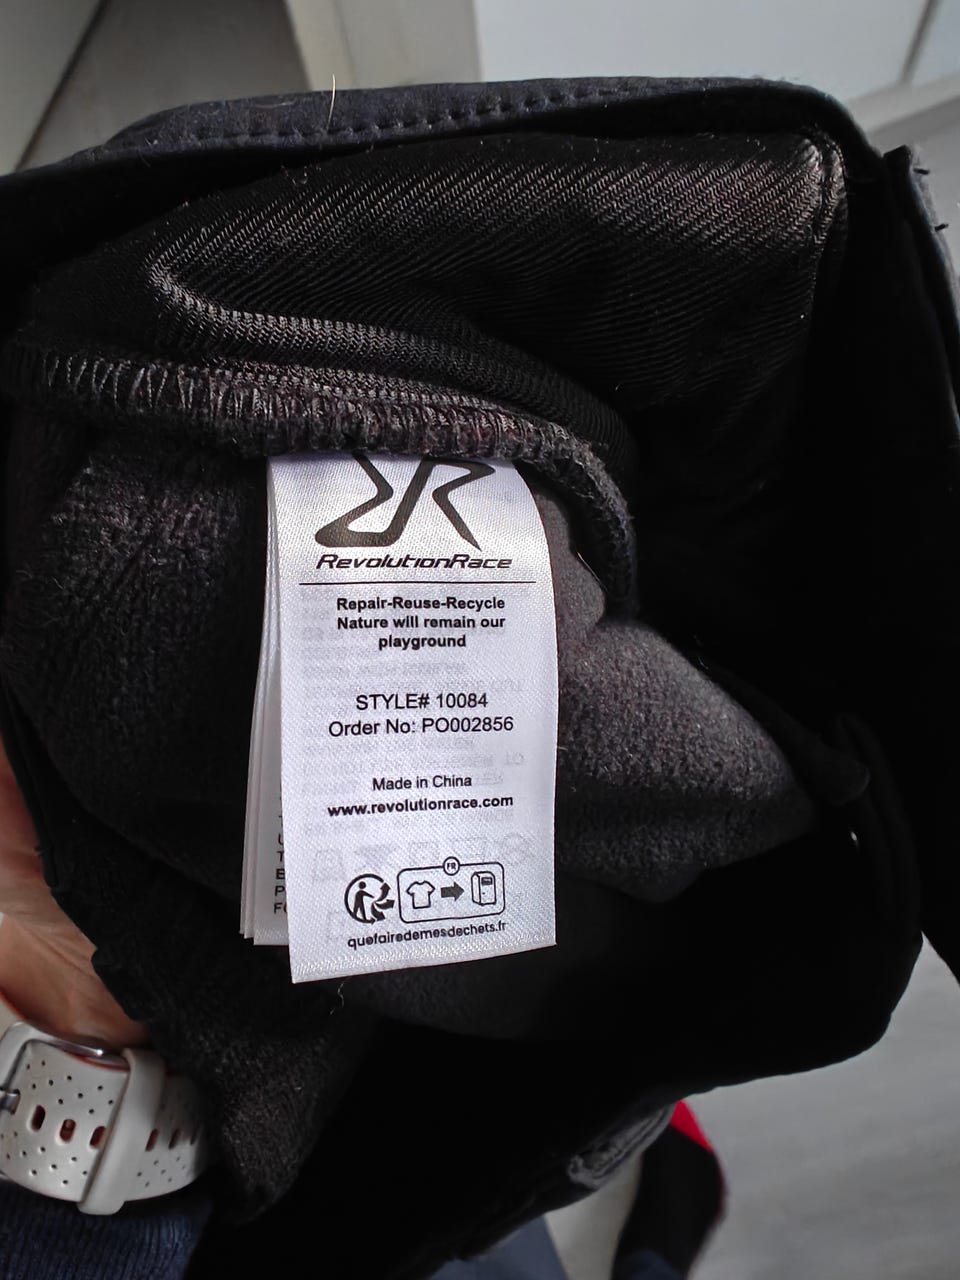 RevolutionRace
Repair-Reuse-Recycle
Nature will remain our
playground
STYLE# 10084
Order No: PO002856
Made in China
www.revolutionrace.com
FR
quefairedemesdechets.fr